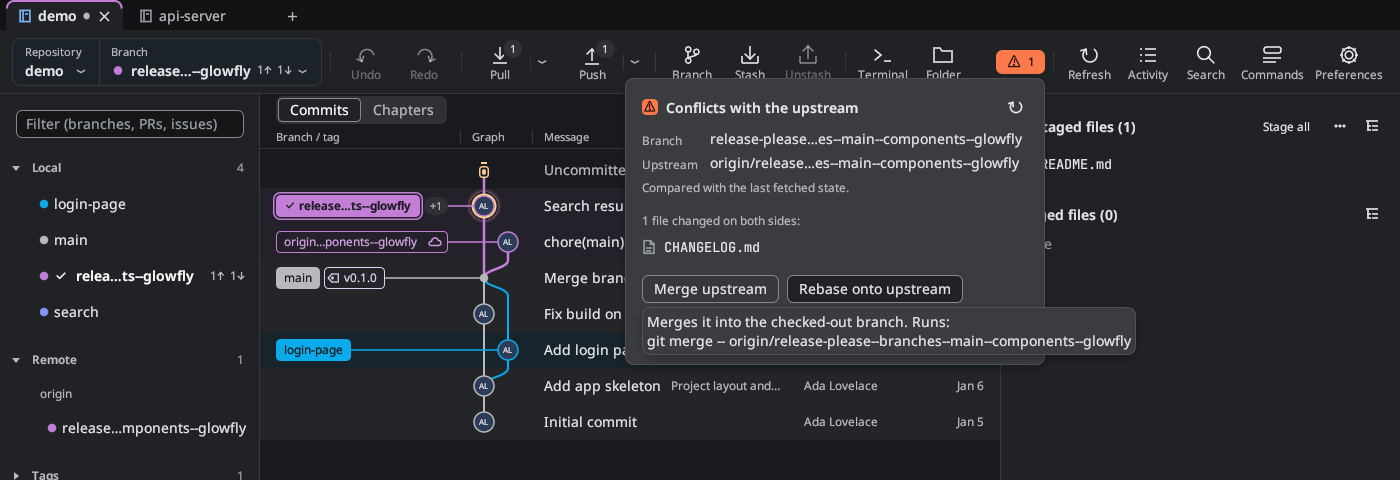 demo
api-server
+
Repository
demo
Branch
release...--glowfly 1↑ 1↓
Undo
Redo
1
Pull
1
Push
Branch
Stash
Unstash
Terminal
Folder
1
Refresh
Activity
Search
Commands
Preferences
Filter (branches, PRs, issues)
Local 4
login-page
main
✓ relea...ts--glowfly 1↑ 1↓
search
Remote 1
origin
release...mponents--glowfly
Tags 1
Commits
Chapters
Branch / tag
Graph
Message
Uncommitte
✓ release...ts--glowfly +1
AL
Search resu
origin...ponents--glowfly
AL
chore(main)
main
v0.1.0
Merge bran
AL
Fix build on
login-page
AL
Add login pa
AL
Add app skeleton Project layout and... Ada Lovelace Jan 6
AL
Initial commit Ada Lovelace Jan 5
Conflicts with the upstream
Branch release-please...es--main--components--glowfly
Upstream origin/release...es--main--components--glowfly
Compared with the last fetched state.
1 file changed on both sides:
CHANGELOG.md
Merge upstream
Rebase onto upstream
Merges it into the checked-out branch. Runs:
git merge -- origin/release-please--branches--main--components--glowfly
taged files (1)
Stage all
README.md
ged files (0)
e